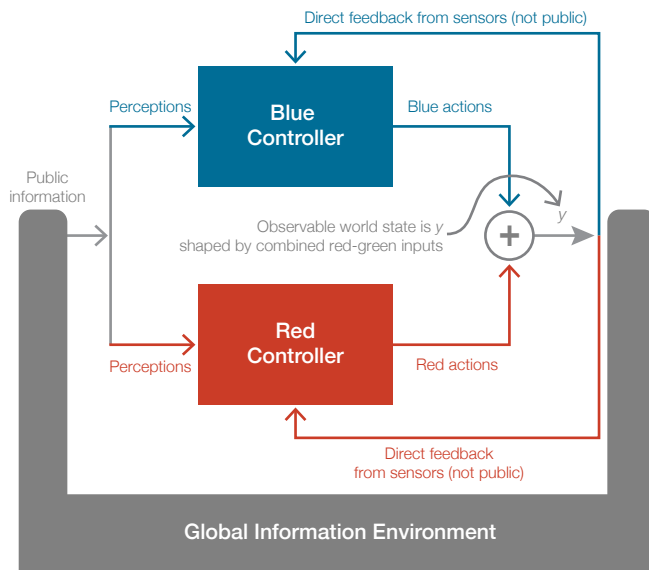 Direct feedback from sensors (not public)
Perceptions
Blue
Controller
Blue actions
Public
information
Observable world state is y
shaped by combined red-green inputs
y
+
Red
Controller
Perceptions
Red actions
Direct feedback
from sensors (not public)
Global Information Environment